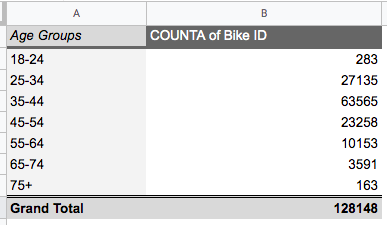 A B
Age Groups COUNTA of Bike ID
18-24 283
25-34 27135
35-44 63565
45-54 23258
55-64 10153
65-74 3591
75+ 163
Grand Total 128148